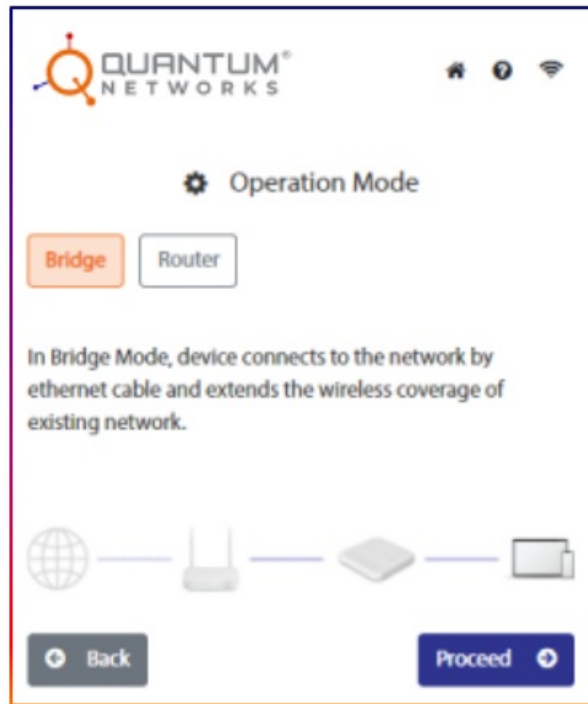 QUANTUM®
NETWORKS
Operation Mode
Bridge
Router
In Bridge Mode, device connects to the network by
ethernet cable and extends the wireless coverage of
existing network.
Back
Proceed